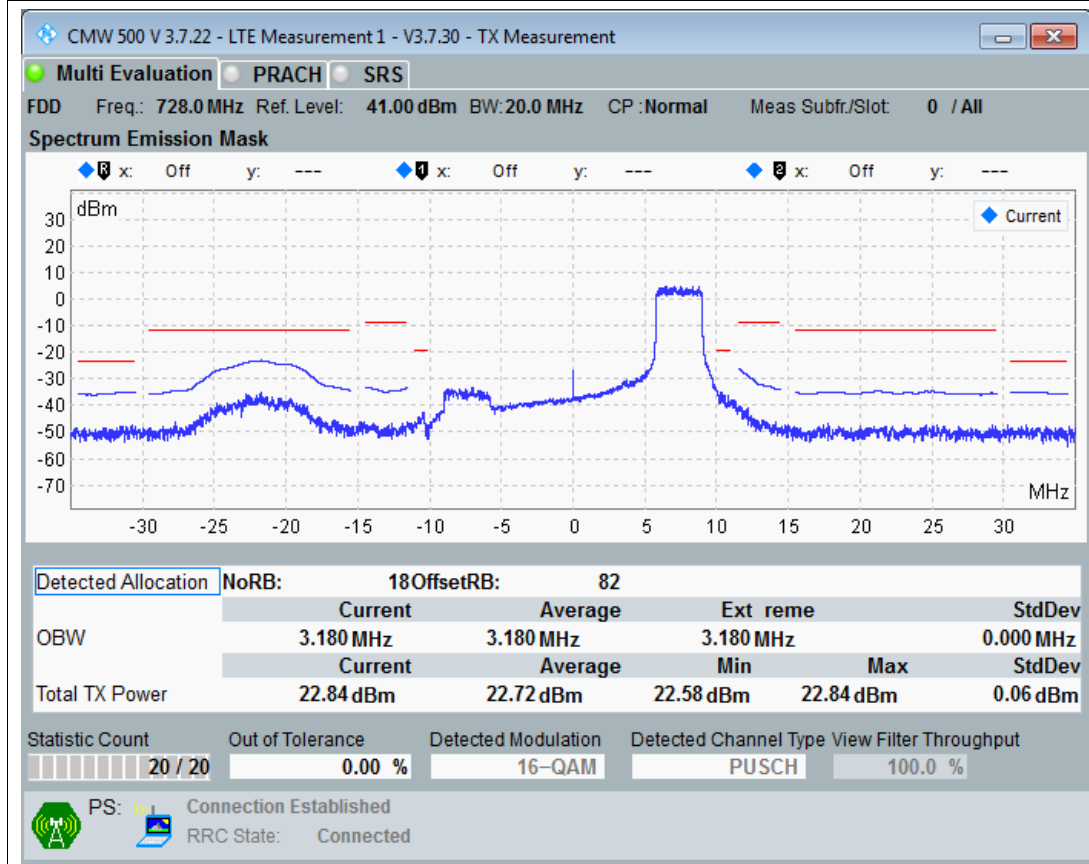 CMW 500 V 3.7.22 - LTE Measurement 1 - V3.7.30 - TX Measurement
Multi Evaluation PRACH SRS
FDD Freq.: 728.0 MHz Ref. Level: 41.00 dBm BW: 20.0 MHz CP : Normal Meas Subfr./Slot: 0 / All
Spectrum Emission Mask
R x: Off y: --- 1 x: Off y: --- 2 x: Off y: ---
dBm
Current
30
20
10
0
-10
-20
-30
-40
-50
-60
-70
MHz
-30 -25 -20 -15 -10 -5 0 5 10 15 20 25 30
Detected Allocation NoRB: 18 OffsetRB: 82
Current Average Ext reme StdDev
OBW 3.180 MHz 3.180 MHz 3.180 MHz 0.000 MHz
Current Average Min Max StdDev
Total TX Power 22.84 dBm 22.72 dBm 22.58 dBm 22.84 dBm 0.06 dBm
Statistic Count Out of Tolerance Detected Modulation Detected Channel Type View Filter Throughput
20 / 20 0.00 % 16-QAM PUSCH 100.0 %
PS: Connection Established
RRC State: Connected